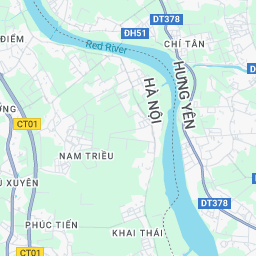 DT378
ĐH51
ĐIỂM
Red River
CHÍ TÂN
HÀ NỘI
HƯNG YÊN
CT01
NAM TRIỀU
XUYÊN
DT378
PHÚC TIẾN
KHAI THÁI
CT01